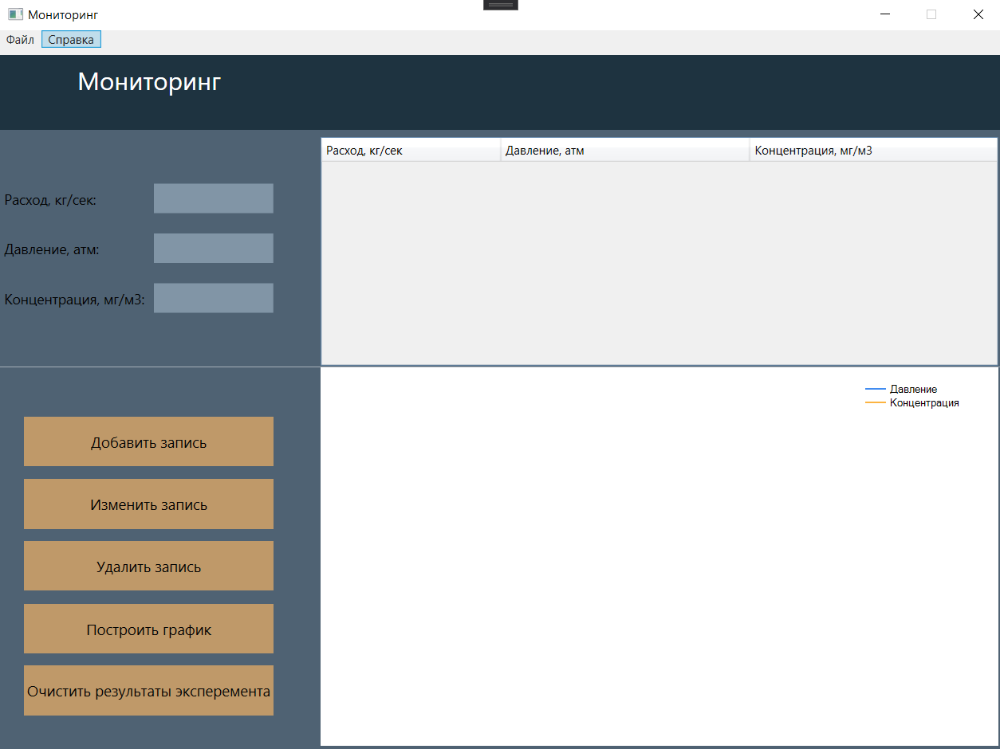 Мониторинг
Файл Справка
Мониторинг
Расход, кг/сек Давление, атм Концентрация, мг/м3
Расход, кг/сек:
Давление, атм:
Концентрация, мг/м3:
Давление
Концентрация
Добавить запись
Изменить запись
Удалить запись
Построить график
Очистить результаты эксперемента